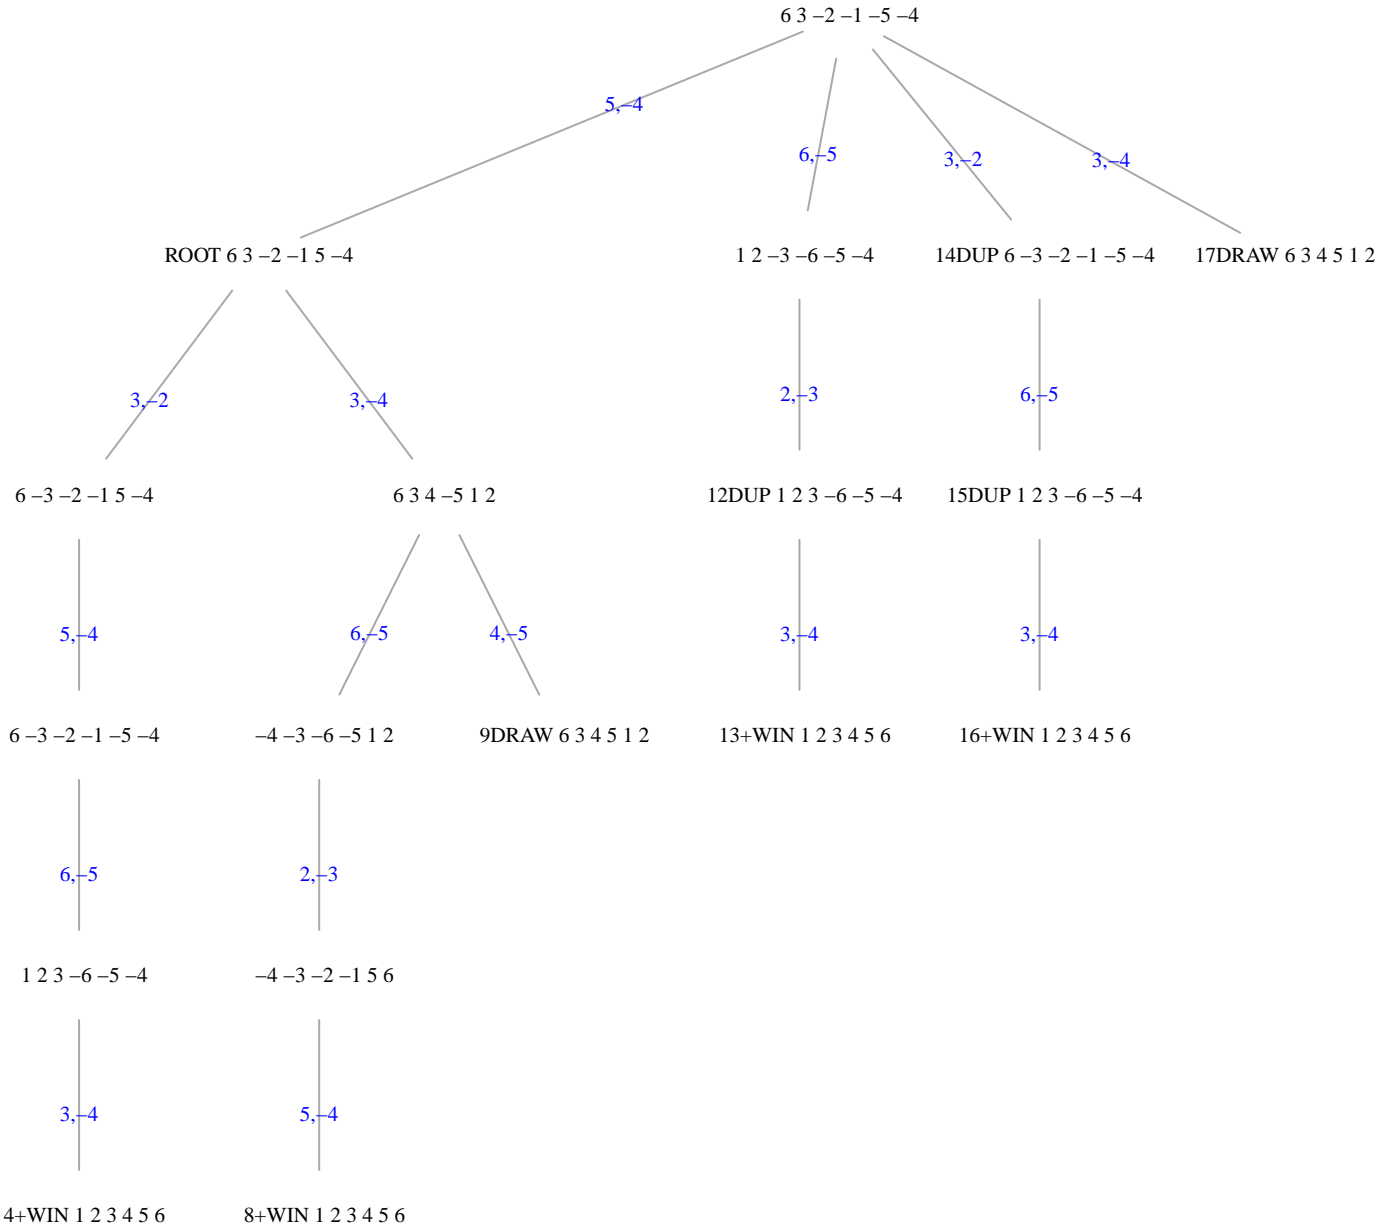 6 3 –2 –1 –5 –4
5,–4
6,–5
3,–2
3,–4
ROOT 6 3 –2 –1 5 –4
1 2 –3 –6 –5 –4
14DUP 6 –3 –2 –1 –5 –4
17DRAW 6 3 4 5 1 2
3,–2
3,–4
2,–3
6,–5
6 –3 –2 –1 5 –4
6 3 4 –5 1 2
12DUP 1 2 3 –6 –5 –4
15DUP 1 2 3 –6 –5 –4
5,–4
6,–5
4,–5
3,–4
3,–4
6 –3 –2 –1 –5 –4
–4 –3 –6 –5 1 2
9DRAW 6 3 4 5 1 2
13+WIN 1 2 3 4 5 6
16+WIN 1 2 3 4 5 6
6,–5
2,–3
1 2 3 –6 –5 –4
–4 –3 –2 –1 5 6
3,–4
5,–4
4+WIN 1 2 3 4 5 6
8+WIN 1 2 3 4 5 6